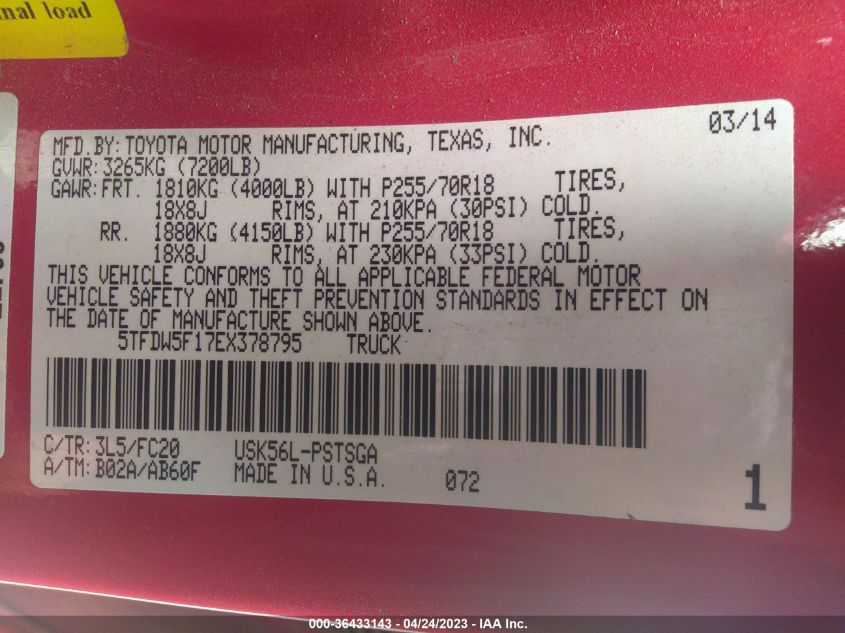 nal load
03/14
MFD.BY:TOYOTA MOTOR MANUFACTURING, TEXAS, INC.
GVWR:3265KG (7200LB)
GAWR:FRT. 1810KG (4000LB) WITH P255/70R18 TIRES,
18X8J RIMS, AT 210KPA (30PSI) COLD.
RR. 1880KG (4150LB) WITH P255/70R18 TIRES,
18X8J RIMS, AT 230KPA (33PSI) COLD.
THIS VEHICLE CONFORMS TO ALL APPLICABLE FEDERAL MOTOR
VEHICLE SAFETY AND THEFT PREVENTION STANDARDS IN EFFECT ON
THE DATE OF MANUFACTURE SHOWN ABOVE.
5TFDW5F17EX378795 TRUCK
C/TR:3L5/FC20 USK56L-PSTSGA
A/TM:B02A/AB60F MADE IN U.S.A. 072
1
000-36433143 - 04/24/2023 - IAA Inc.